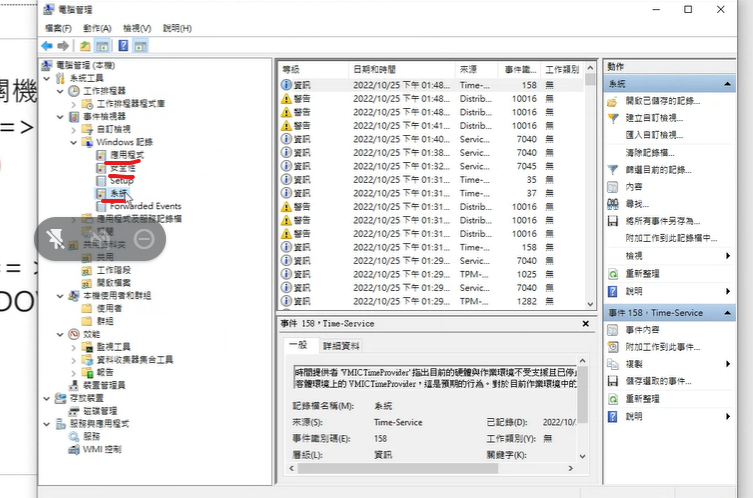 電腦管理
檔案(F) 動作(A) 檢視(V) 說明(H)
關機
=>
= >
電腦管理 (本機)
系統工具
工作排程器
工作排程器程式庫
事件檢視器
自訂檢視
Windows 記錄
應用程式
安全性
Setup
系統
Forwarded Events
應用程式及服務記錄檔
共用資料夾
共用
工作階段
開啟檔案
本機使用者和群組
使用者
群組
效能
監視工具
資料收集器集合工具
報告
裝置管理員
存放裝置
磁碟管理
服務與應用程式
服務
WMI 控制
等級 日期和時間 來源 事件識... 工作類別
資訊 2022/10/25 下午 01:48... Time-... 158 無
警告 2022/10/25 下午 01:48... Distrib... 10016 無
警告 2022/10/25 下午 01:48... Distrib... 10016 無
警告 2022/10/25 下午 01:41... Distrib... 10016 無
資訊 2022/10/25 下午 01:40... Service... 7040 無
資訊 2022/10/25 下午 01:38... Service... 7040 無
資訊 2022/10/25 下午 01:32... Service... 7045 無
資訊 2022/10/25 下午 01:31... Time-... 35 無
資訊 2022/10/25 下午 01:31... Time-... 37 無
警告 2022/10/25 下午 01:31... Distrib... 10016 無
警告 2022/10/25 下午 01:31... Distrib... 10016 無
警告 2022/10/25 下午 01:31... Distrib... 10016 無
資訊 2022/10/25 下午 01:31... Time-... 158 無
資訊 2022/10/25 下午 01:29... Service... 7040 無
資訊 2022/10/25 下午 01:29... TPM-... 1025 無
資訊 2022/10/25 下午 01:29... Service... 7040 無
資訊 2022/10/25 下午 01:29... TPM-... 1282 無
事件 158，Time-Service
一般 詳細資料
時間提供者 'VMICTimeProvider' 指出目前的硬體與作業環境不受支援且已停
客體環境上的 VMICTimeProvider，這是預期的行為。對於目前作業環境中的
記錄檔名稱(M): 系統
來源(S): Time-Service 已記錄(D): 2022/10/
事件識別碼(E): 158 工作類別(Y): 無
層級(L): 資訊 關鍵字(K):
動作
系統
開啟已儲存的記錄...
建立自訂檢視...
匯入自訂檢視...
清除記錄檔...
篩選目前的記錄...
內容
尋找...
將所有事件另存為...
附加工作到此記錄檔中...
檢視
重新整理
說明
事件 158，Time-Service
事件內容
附加工作到此事件...
複製
儲存選取的事件...
重新整理
說明